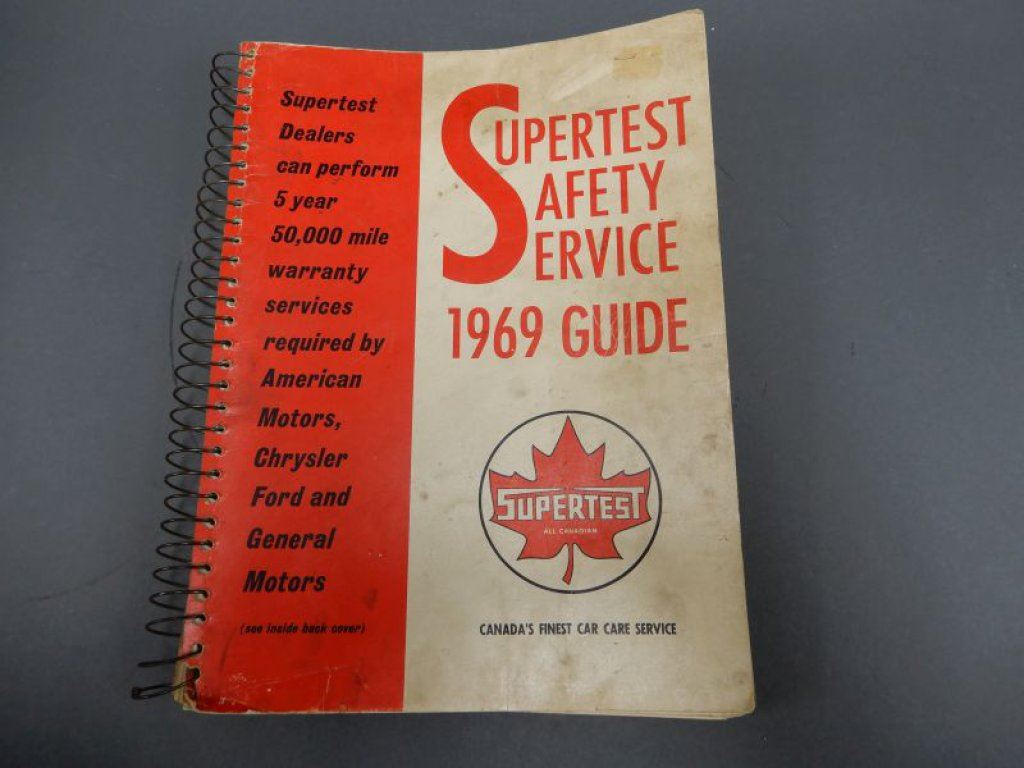 Supertest
Dealers
can perform
5 year
50,000 mile
warranty
services
required by
American
Motors,
Chrysler
Ford and
General
Motors
(see inside back cover)
SUPERTEST
SAFETY
SERVICE
1969 GUIDE
SUPERTEST
ALL CANADIAN
CANADA'S FINEST CAR CARE SERVICE